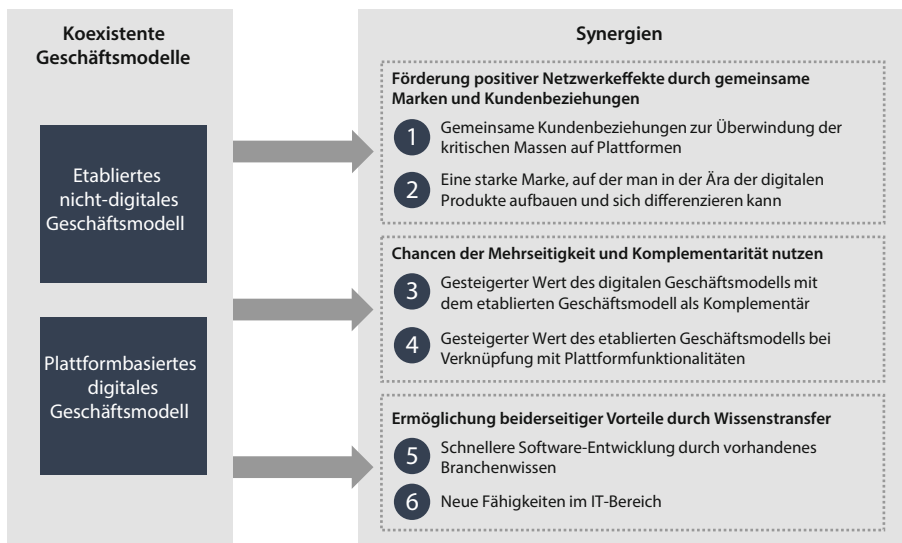 Koexistente
Geschäftsmodelle
Etabliertes
nicht-digitales
Geschäftsmodell
Plattformbasiertes
digitales
Geschäftsmodell
Synergien
Förderung positiver Netzwerkeffekte durch gemeinsame
Marken und Kundenbeziehungen
1 Gemeinsame Kundenbeziehungen zur Überwindung der
kritischen Massen auf Plattformen
2 Eine starke Marke, auf der man in der Ära der digitalen
Produkte aufbauen und sich differenzieren kann
Chancen der Mehrseitigkeit und Komplementarität nutzen
3 Gesteigerter Wert des digitalen Geschäftsmodells mit
dem etablierten Geschäftsmodell als Komplementär
4 Gesteigerter Wert des etablierten Geschäftsmodells bei
Verknüpfung mit Plattformfunktionalitäten
Ermöglichung beiderseitiger Vorteile durch Wissenstransfer
5 Schnellere Software-Entwicklung durch vorhandenes
Branchenwissen
6 Neue Fähigkeiten im IT-Bereich